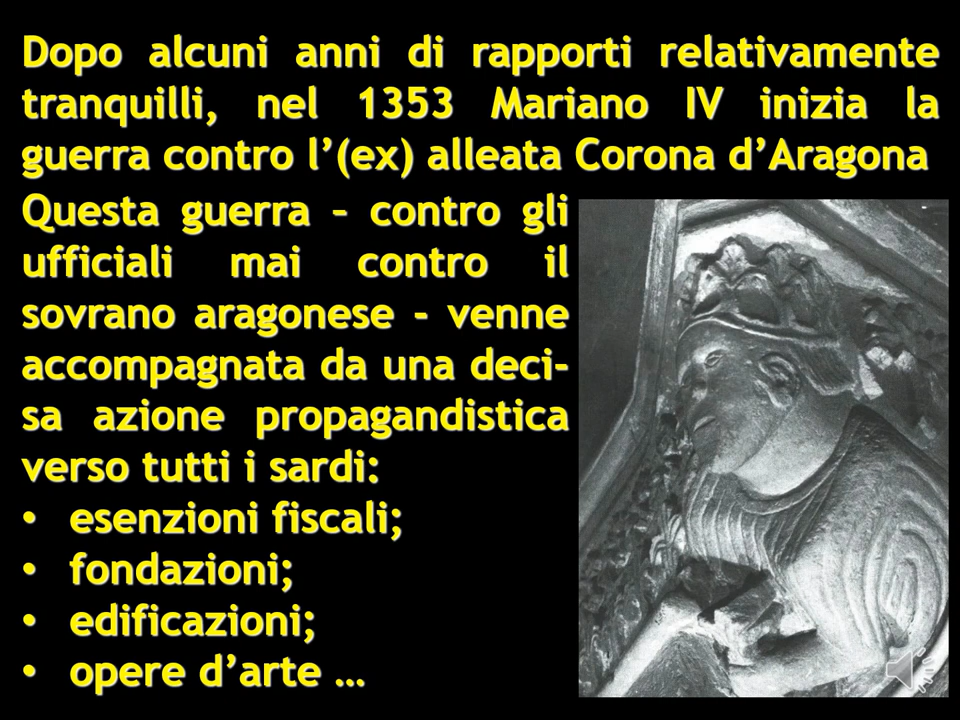 Dopo alcuni anni di rapporti relativamente
tranquilli, nel 1353 Mariano IV inizia la
guerra contro l’(ex) alleata Corona d’Aragona
Questa guerra – contro gli
ufficiali mai contro il
sovrano aragonese - venne
accompagnata da una deci-
sa azione propagandistica
verso tutti i sardi:
• esenzioni fiscali;
• fondazioni;
• edificazioni;
• opere d’arte …